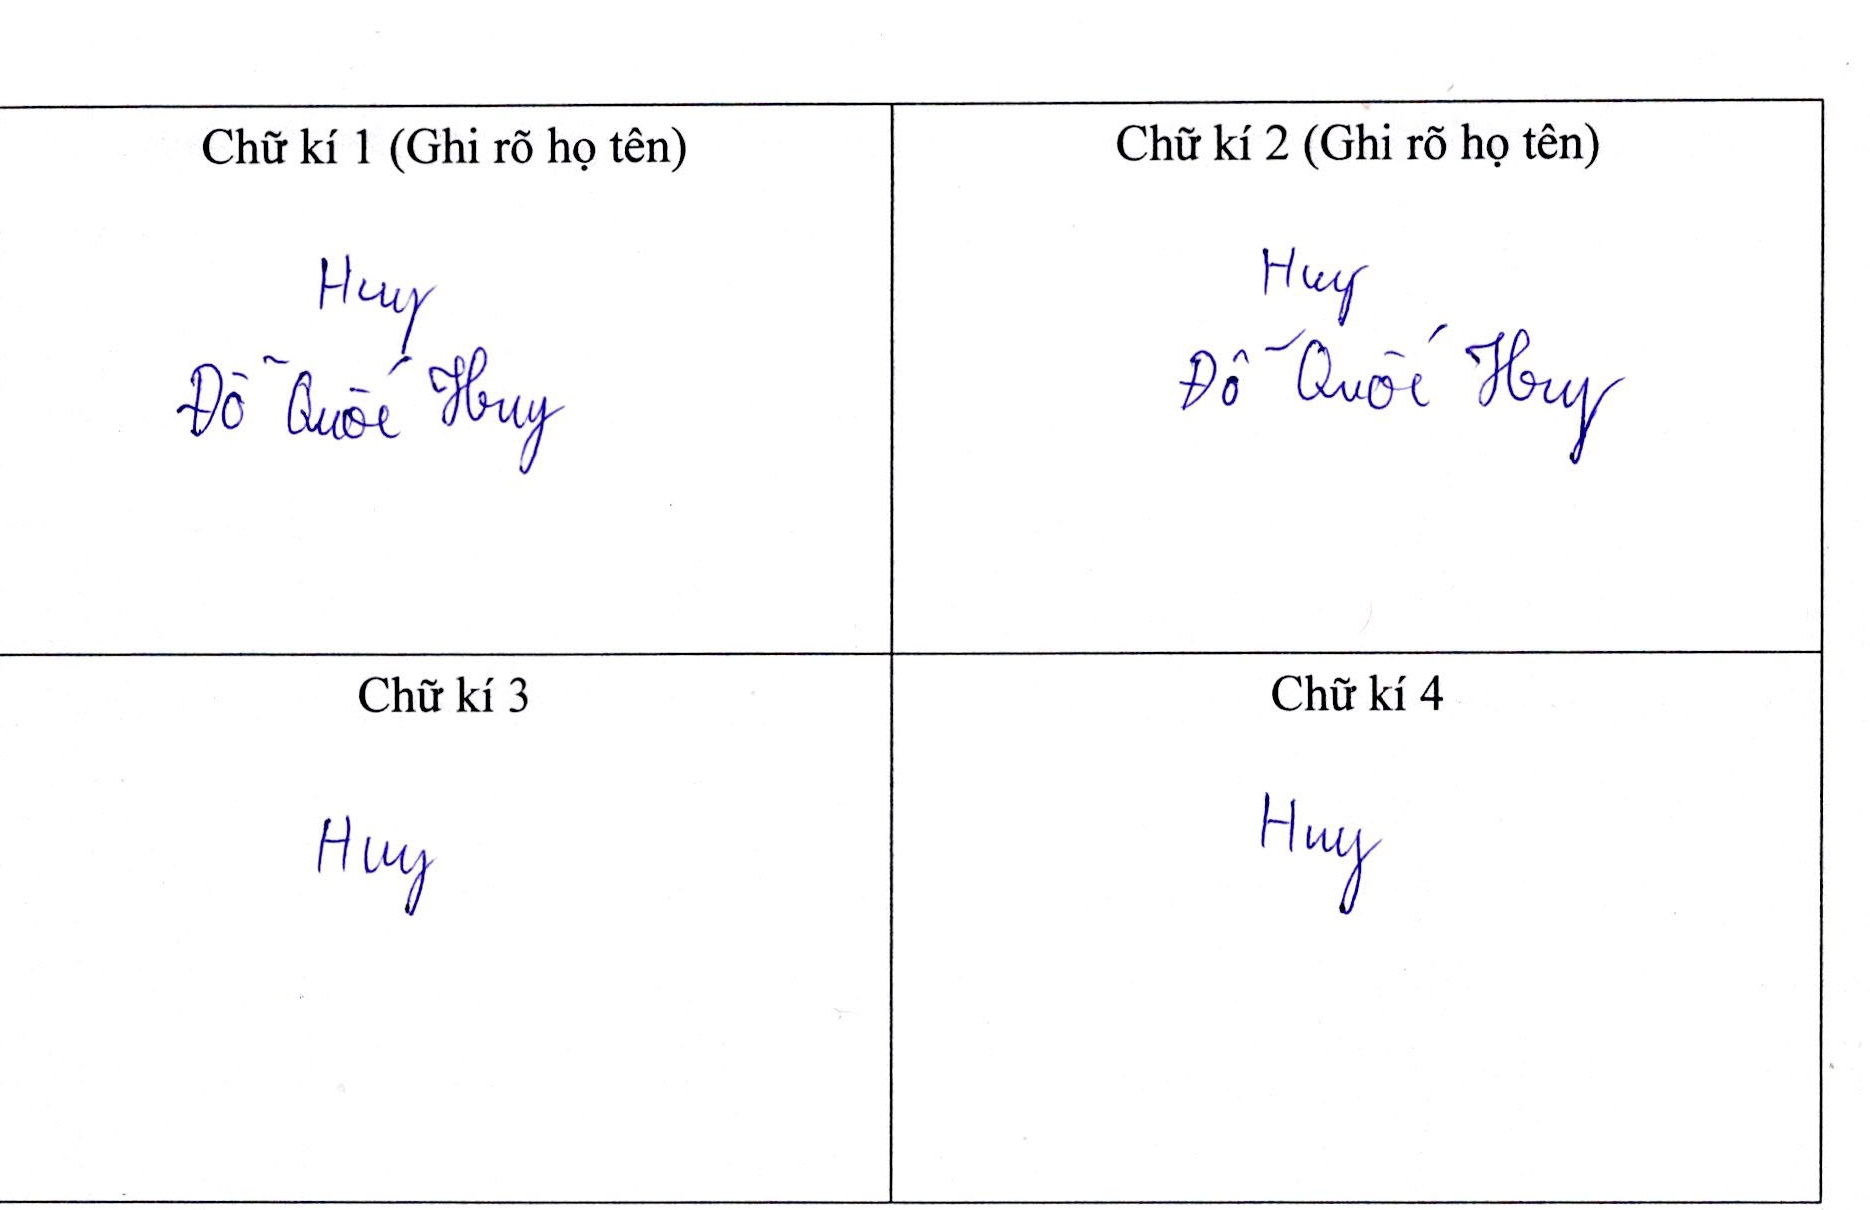 Chữ kí 1 (Ghi rõ họ tên)
Huy
Đỗ Quốc Huy
Chữ kí 2 (Ghi rõ họ tên)
Huy
Đỗ Quốc Huy
Chữ kí 3
Huy
Chữ kí 4
Huy